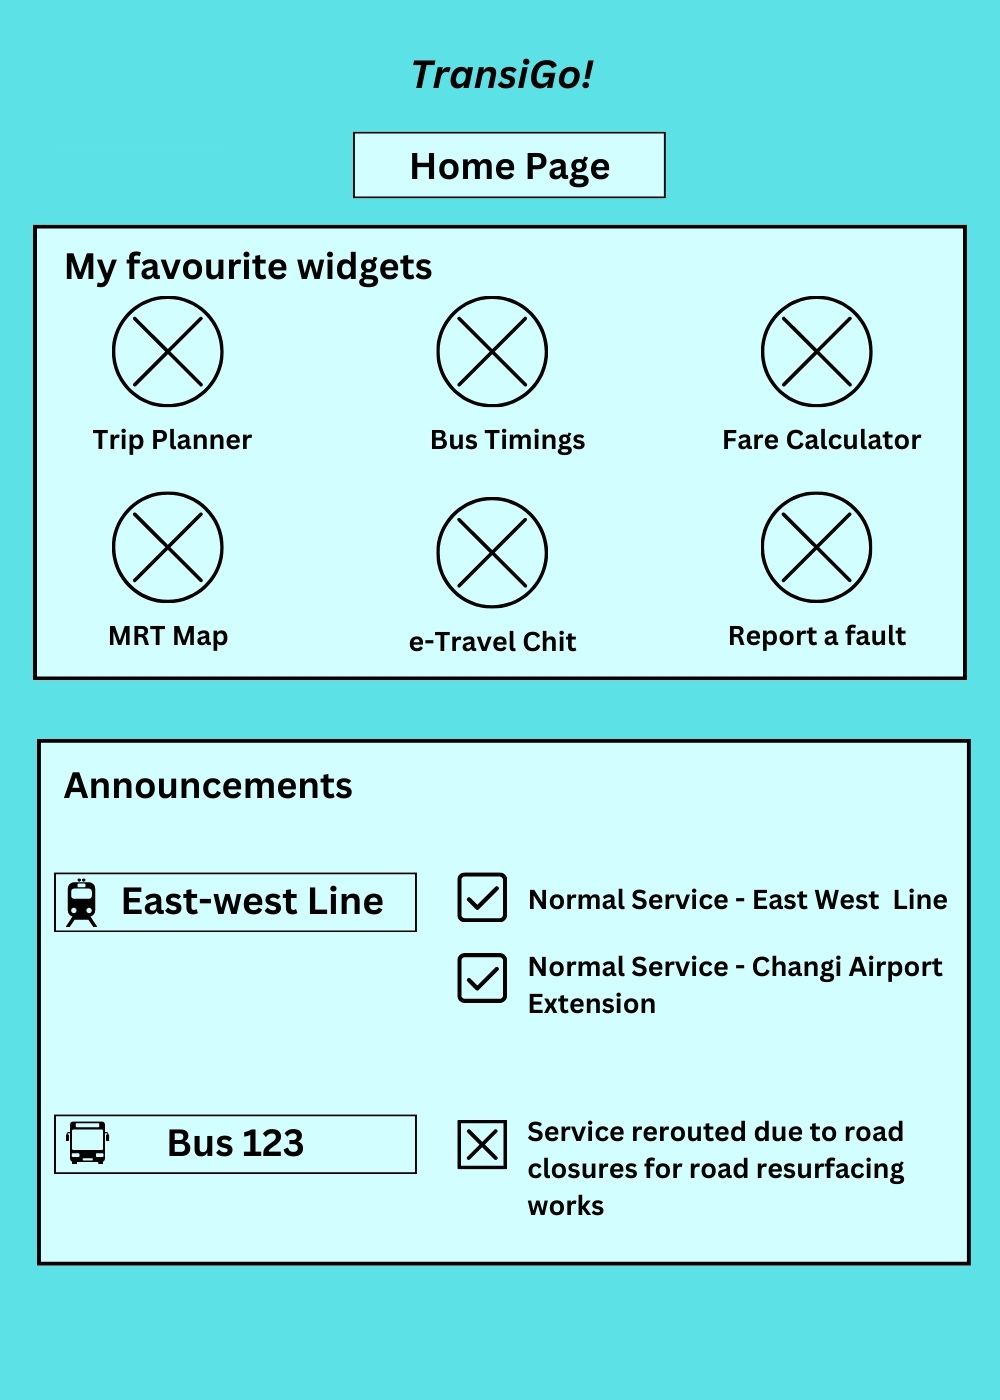 TransiGo!
Home Page
My favourite widgets
Trip Planner
Bus Timings
Fare Calculator
MRT Map
e-Travel Chit
Report a fault
Announcements
East-west Line
Normal Service - East West  Line
Normal Service - Changi Airport
Extension
Bus 123
Service rerouted due to road
closures for road resurfacing
works